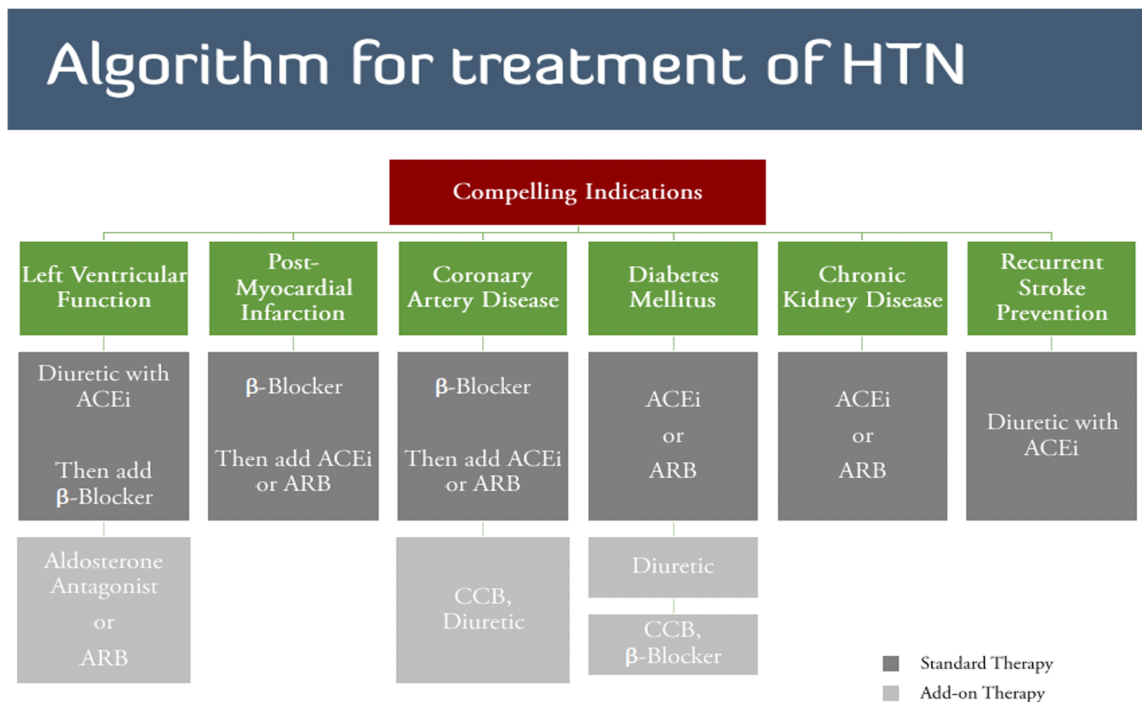 Algorithm for treatment of HTN
Compelling Indications
Left Ventricular
Function
Post-
Myocardial
Infarction
Coronary
Artery Disease
Diabetes
Mellitus
Chronic
Kidney Disease
Recurrent
Stroke
Prevention
Diuretic with
ACEi
Then add
β-Blocker
β-Blocker
Then add ACEi
or ARB
β-Blocker
Then add ACEi
or ARB
ACEi
or
ARB
ACEi
or
ARB
Diuretic with
ACEi
Aldosterone
Antagonist
or
ARB
CCB,
Diuretic
Diuretic
CCB,
β-Blocker
Standard Therapy
Add-on Therapy